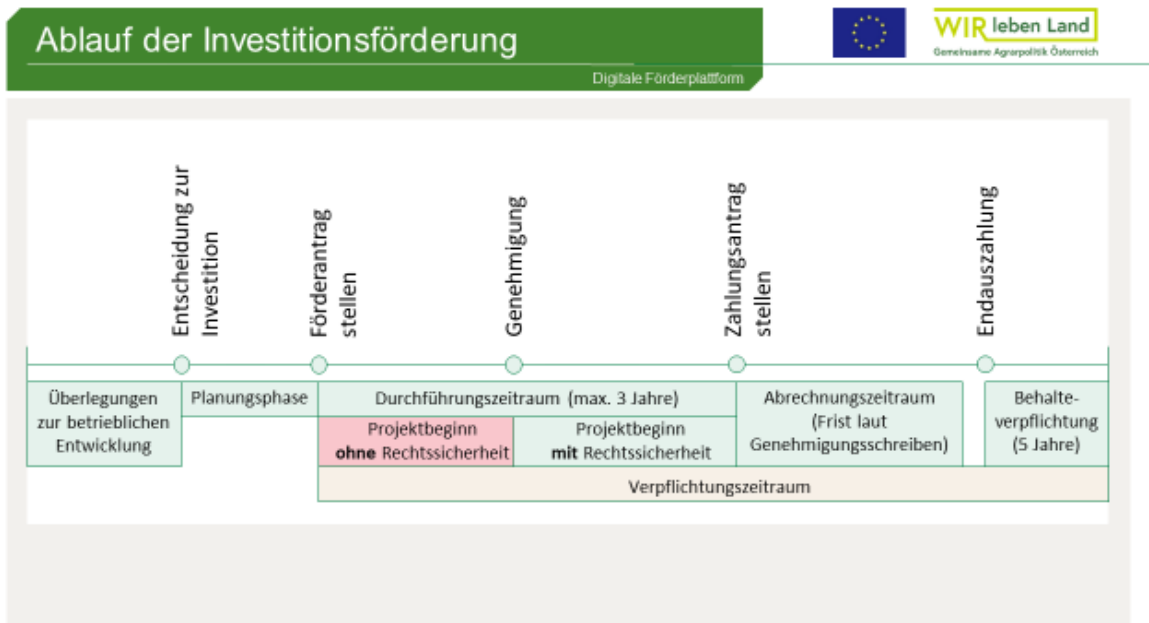 Ablauf der Investitionsförderung
Digitale Förderplattform
WIR leben Land
Gemeinsame Agrarpolitik Österreich
Entscheidung zur
Investition
Förderantrag
stellen
Genehmigung
Zahlungsantrag
stellen
Endauszahlung
Überlegungen
zur betrieblichen
Entwicklung
Planungsphase
Durchführungszeitraum (max. 3 Jahre)
Projektbeginn
ohne Rechtssicherheit
Projektbeginn
mit Rechtssicherheit
Abrechnungszeitraum
(Frist laut
Genehmigungsschreiben)
Behalte-
verpflichtung
(5 Jahre)
Verpflichtungszeitraum